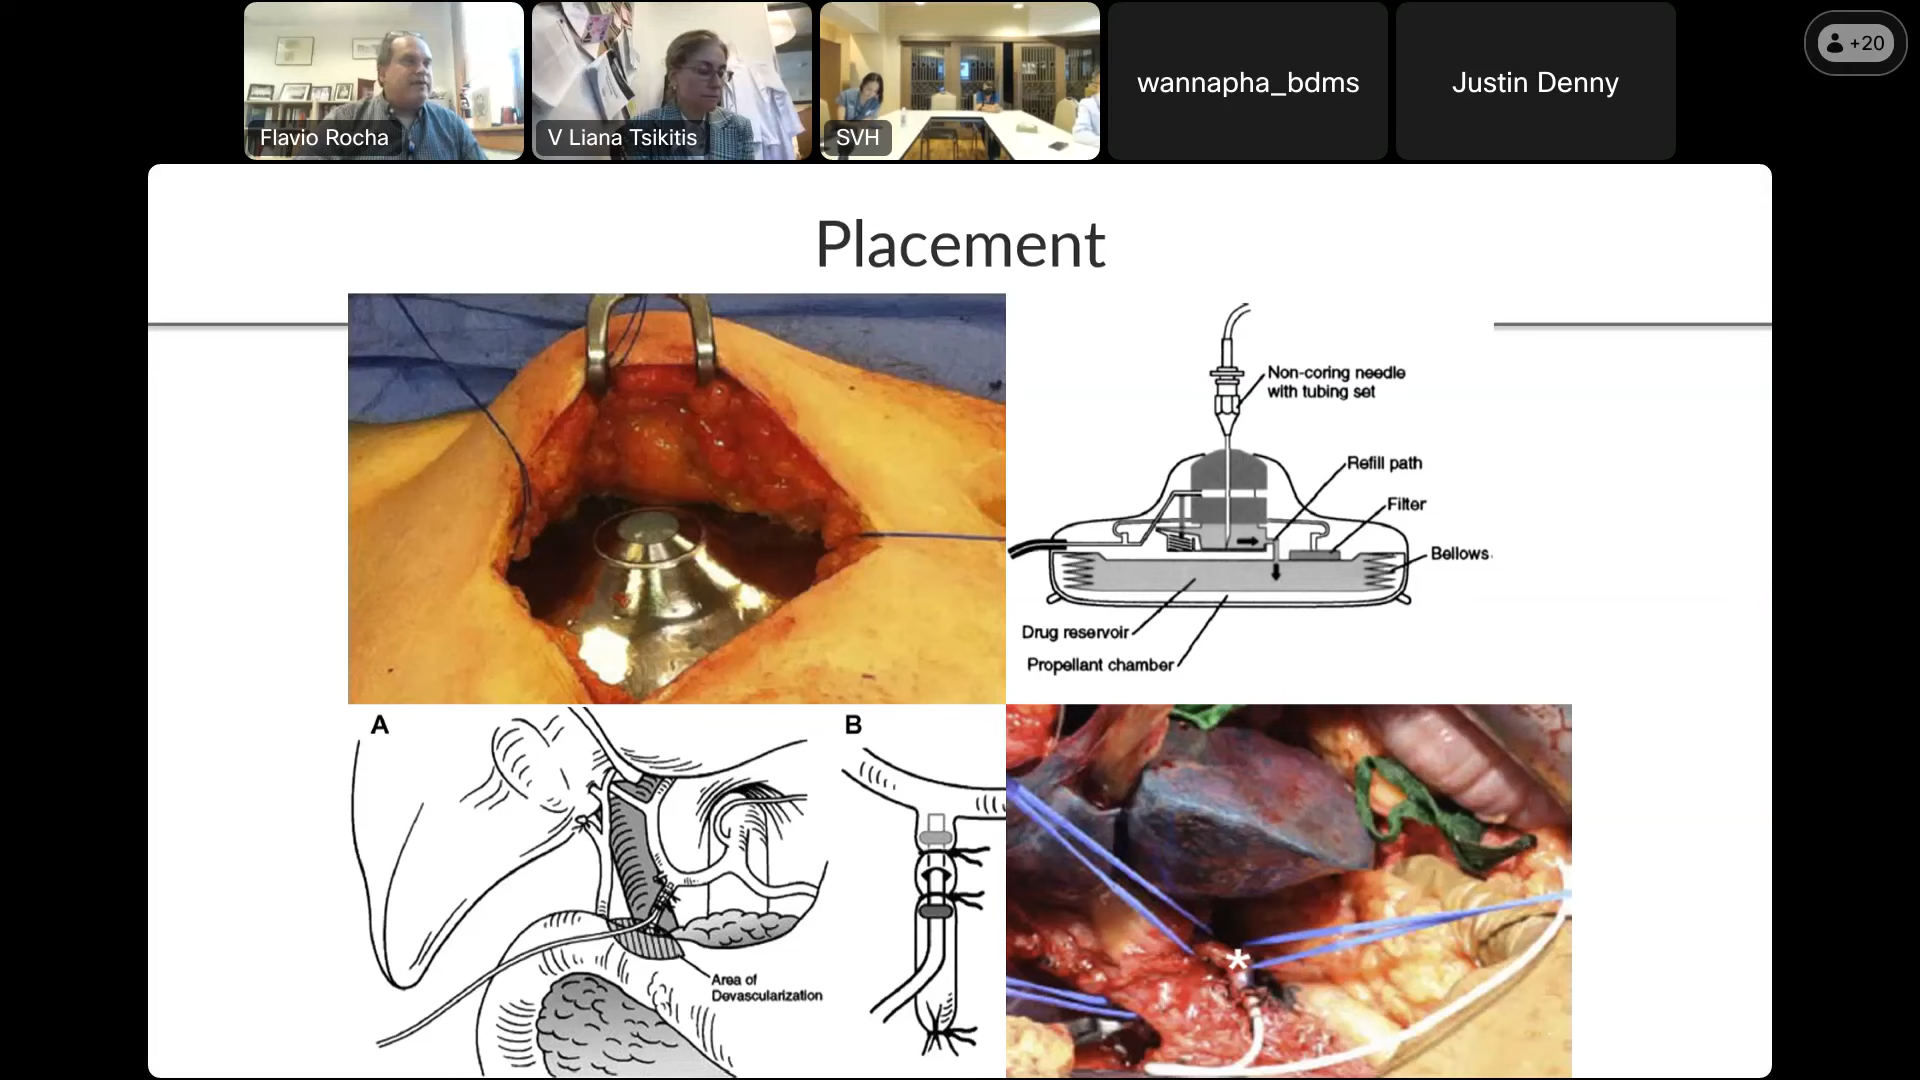 Flavio Rocha
V Liana Tsikitis
SVH
wannapha_bdms
Justin Denny
+20
Placement
Non-coring needle
with tubing set
Refill path
Filter
Bellows
Drug reservoir
Propellant chamber
A
B
Area of
Devascularization
*